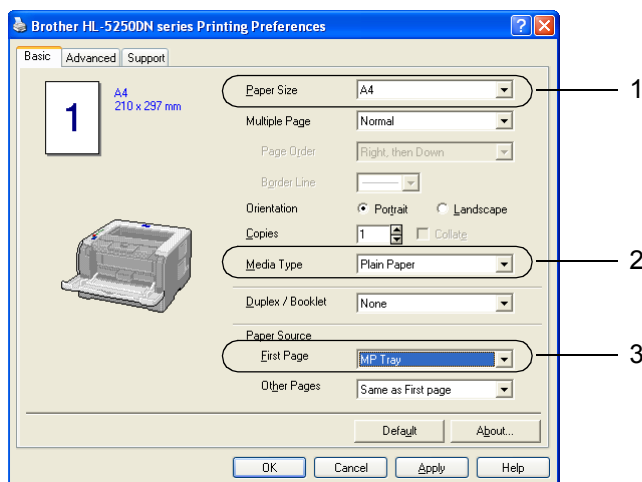 Brother HL-5250DN series Printing Preferences
Basic Advanced Support
1
A4
210 x 297 mm
Paper Size A4 1
Multiple Page Normal
Page Order Right, then Down
Border Line
Orientation Portrait Landscape
Copies 1 Collate
Media Type Plain Paper 2
Duplex / Booklet None
Paper Source
First Page MP Tray 3
Other Pages Same as First page
Default About...
OK Cancel Apply Help